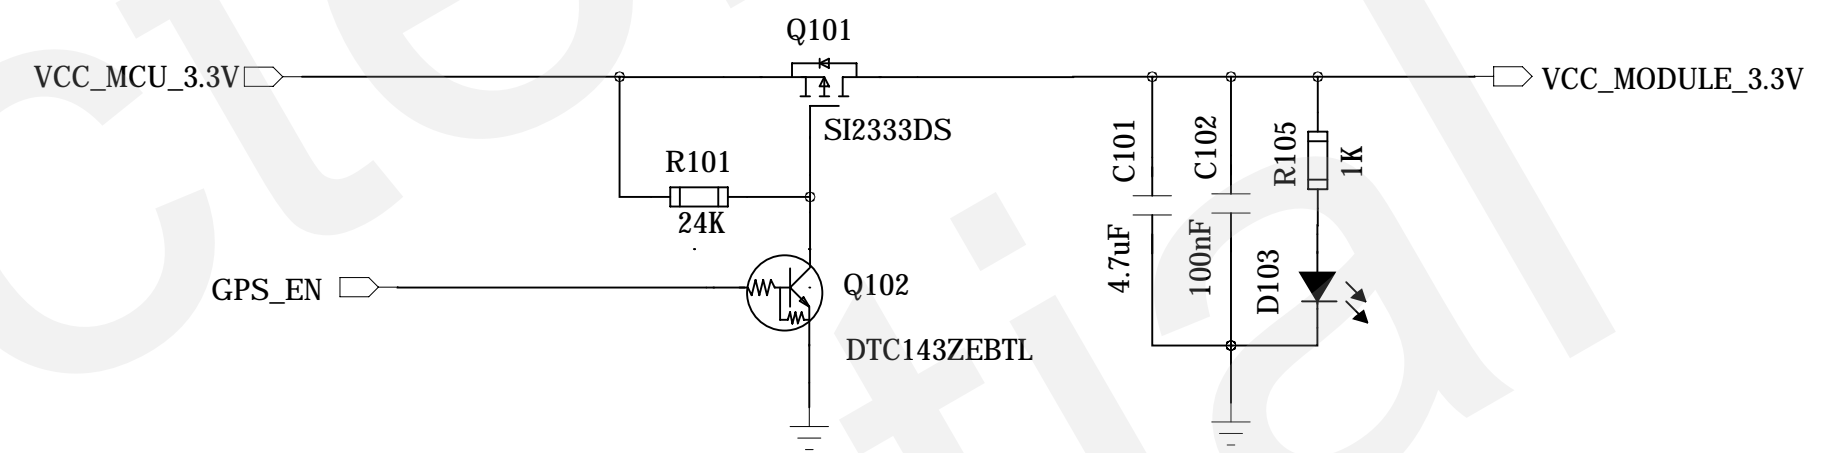 Q101
VCC_MCU_3.3V
VCC_MODULE_3.3V
SI2333DS
R101
24K
C101
4.7uF
C102
100nF
R105
1K
D103
GPS_EN
Q102
DTC143ZEBTL